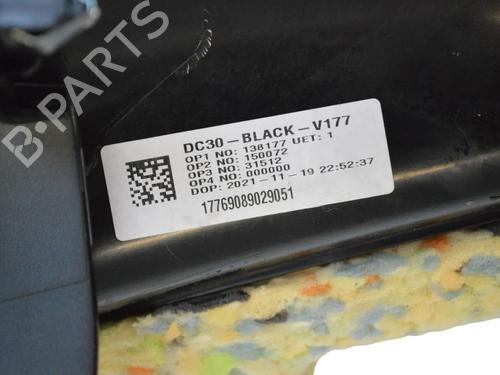 DC30-BLACK-V177
OP1 NO: 138177 UET: 1
OP2 NO: 150072
OP3 NO: 31512
OP4 NO: 000000
DOP: 2021-11-19 22:52:37
17769089029051
B-PARTS